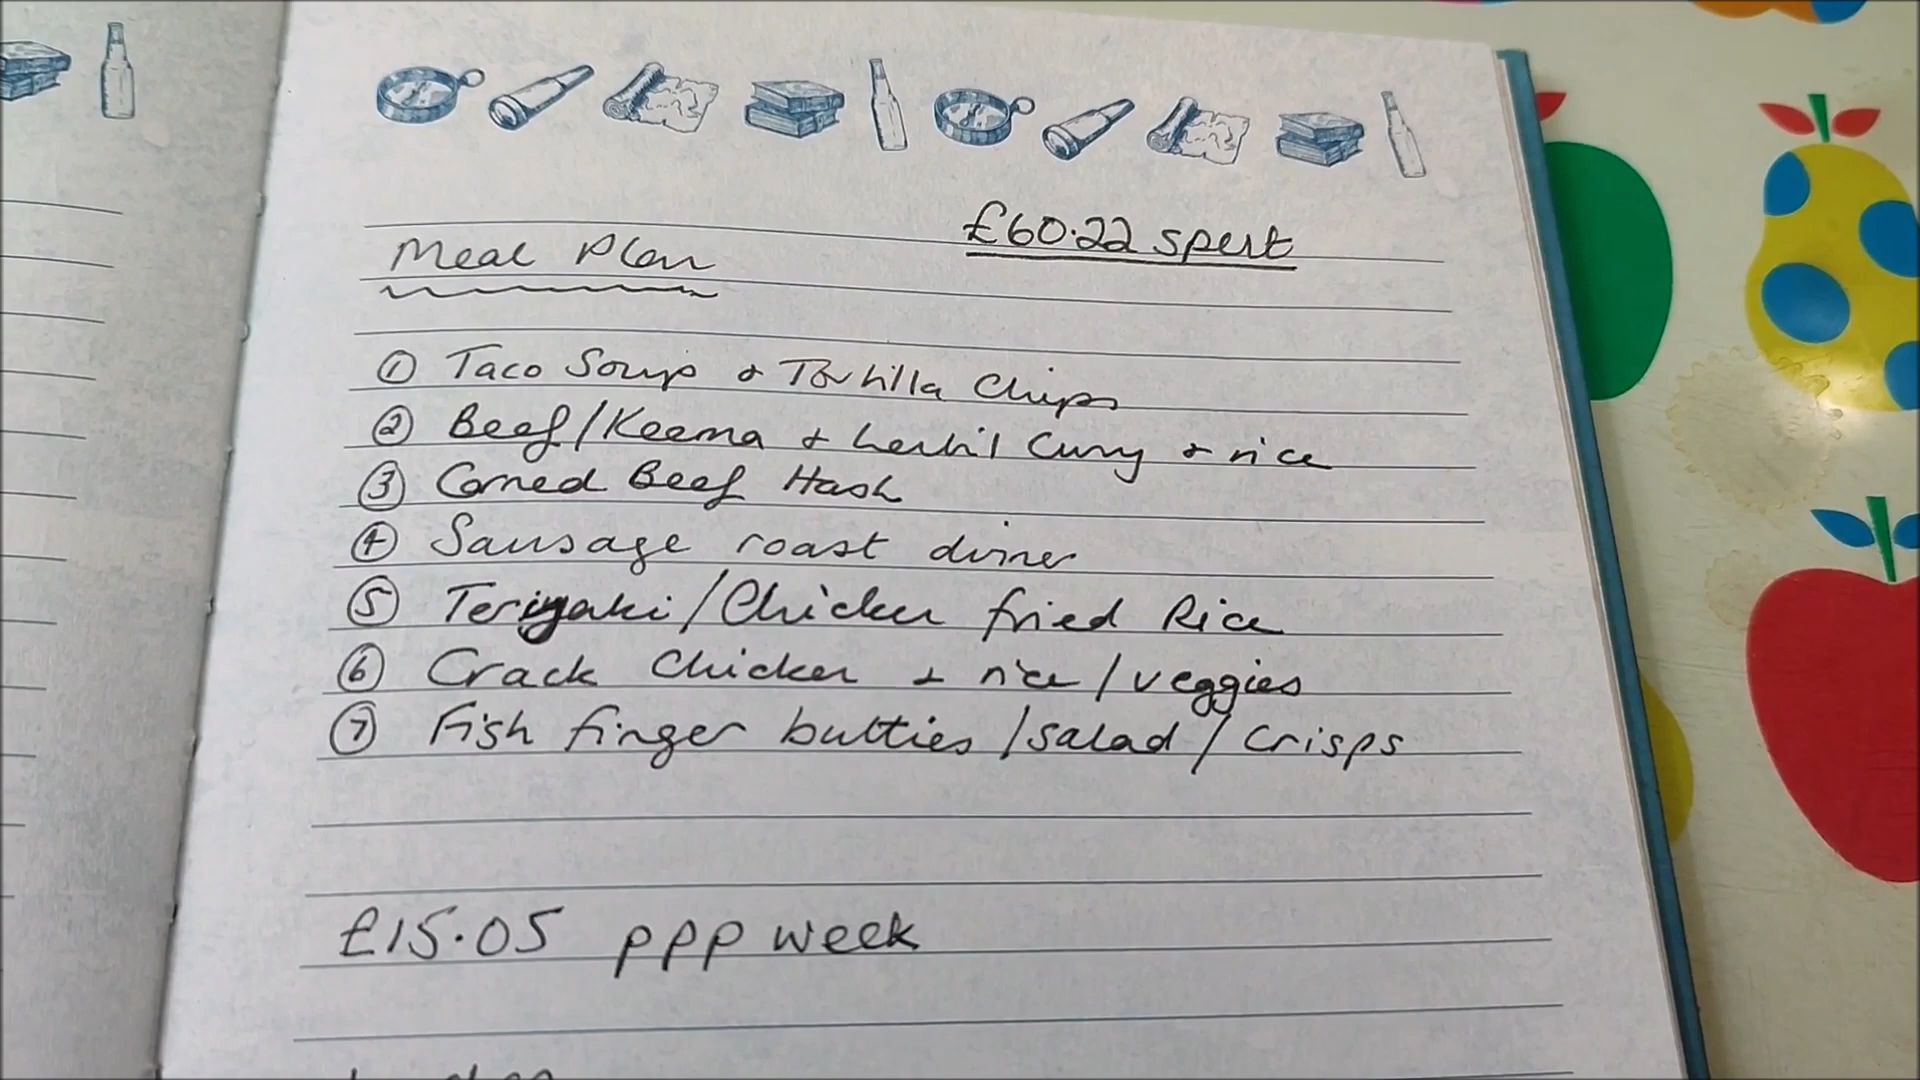 £60.22 spent
Meal Plan
① Taco Soup & Tortilla Chips
② Beef/Keema & Lentil Curry & rice
③ Corned Beef Hash
④ Sausage roast dinner
⑤ Teriyaki/Chicken fried Rice
⑥ Crack Chicken & rice/veggies
⑦ Fish finger butties/salad/crisps
£15.05 ppp week